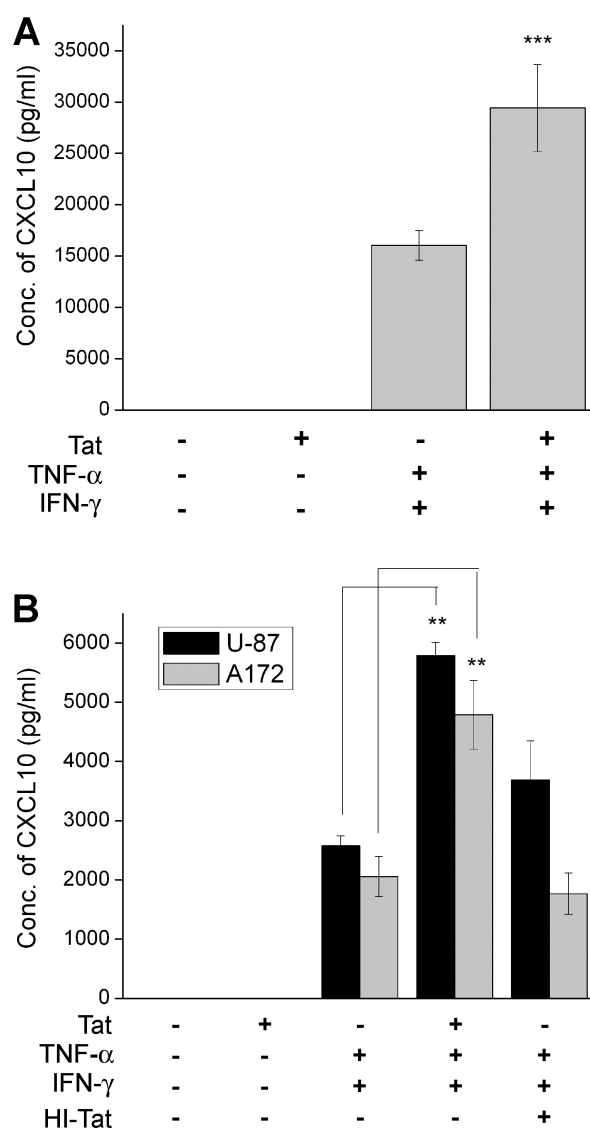 A
Conc. of CXCL10 (pg/ml)
35000
30000
25000
20000
15000
10000
5000
0
***
Tat - + - +
TNF-α - - + +
IFN-γ - - + +
B
Conc. of CXCL10 (pg/ml)
6000
5000
4000
3000
2000
1000
0
U-87
A172
**
**
Tat - + - + -
TNF-α - - + + +
IFN-γ - - + + +
HI-Tat - - - - +